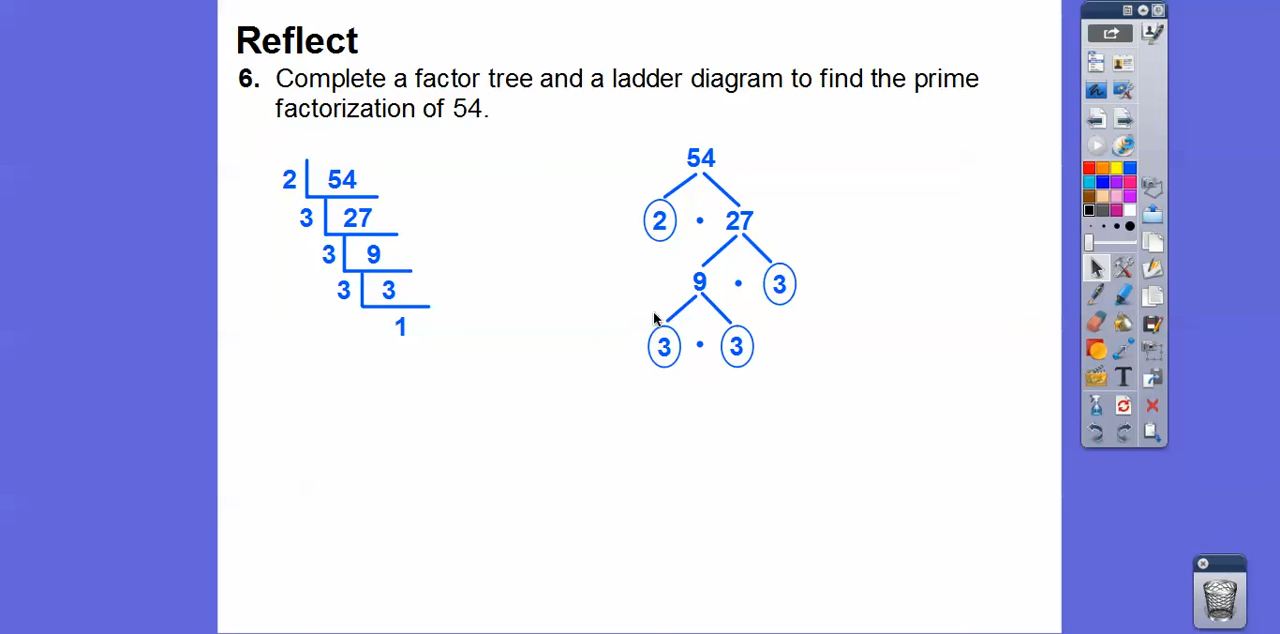 Reflect
6. Complete a factor tree and a ladder diagram to find the prime
factorization of 54.
2 54
3 27
3 9
3 3
1
54
2 · 27
9 · 3
3 · 3
T